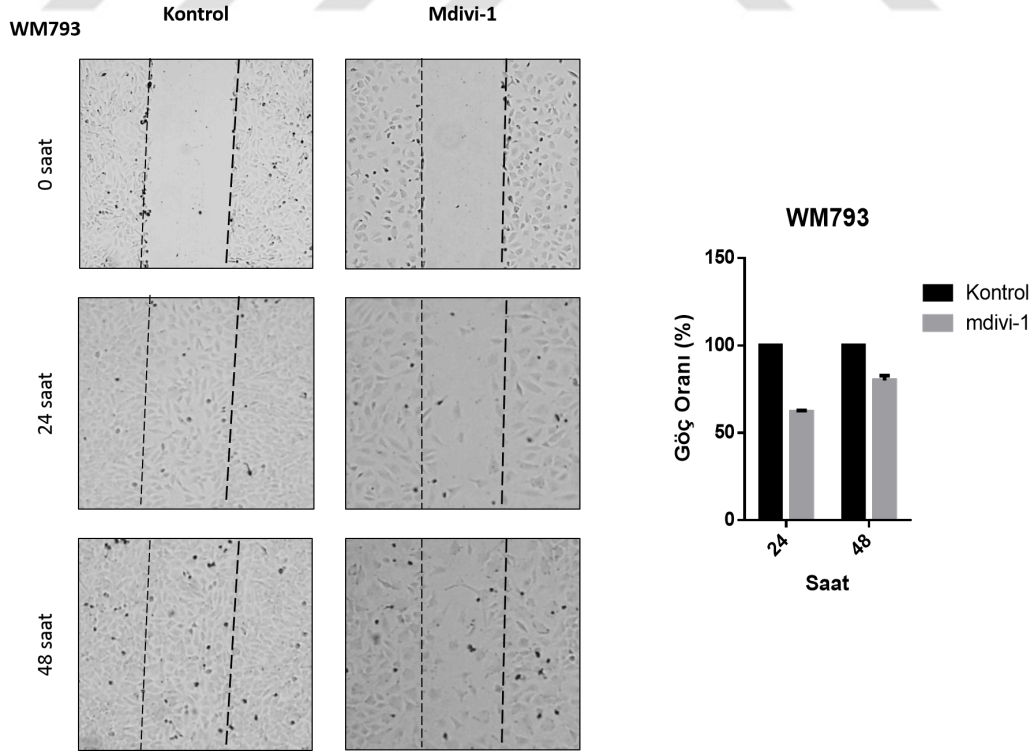 WM793
Kontrol
Mdivi-1
0 saat
24 saat
48 saat
WM793
150
100
50
0
Göç Oranı (%)
24
48
Saat
Kontrol
mdivi-1